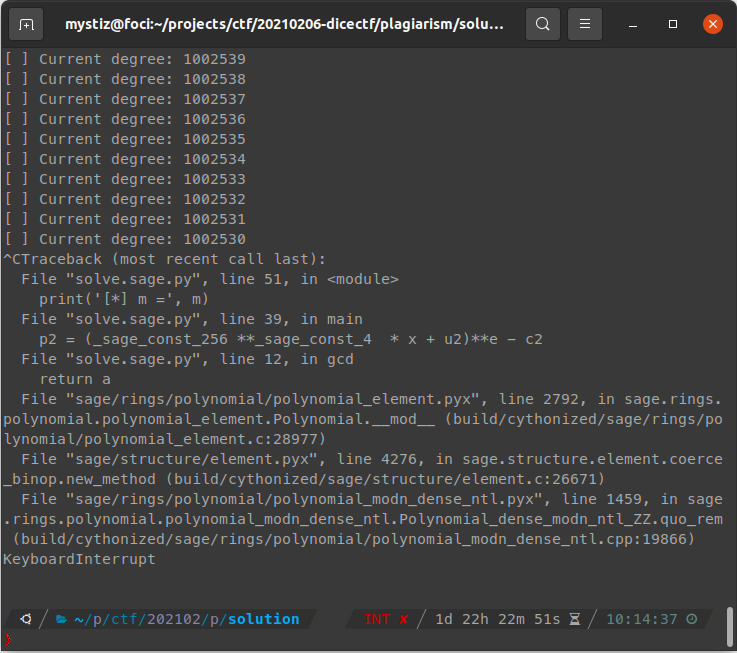 mystiz@foci:~/projects/ctf/20210206-dicectf/plagiarism/solu...
[ ] Current degree: 1002539
[ ] Current degree: 1002538
[ ] Current degree: 1002537
[ ] Current degree: 1002536
[ ] Current degree: 1002535
[ ] Current degree: 1002534
[ ] Current degree: 1002533
[ ] Current degree: 1002532
[ ] Current degree: 1002531
[ ] Current degree: 1002530
^CTraceback (most recent call last):
  File "solve.sage.py", line 51, in <module>
    print('[*] m =', m)
  File "solve.sage.py", line 39, in main
    p2 = (_sage_const_256 **_sage_const_4  * x + u2)**e - c2
  File "solve.sage.py", line 12, in gcd
    return a
  File "sage/rings/polynomial/polynomial_element.pyx", line 2792, in sage.rings.
polynomial.polynomial_element.Polynomial.__mod__ (build/cythonized/sage/rings/po
lynomial/polynomial_element.c:28977)
  File "sage/structure/element.pyx", line 4276, in sage.structure.element.coerce
_binop.new_method (build/cythonized/sage/structure/element.c:26671)
  File "sage/rings/polynomial/polynomial_modn_dense_ntl.pyx", line 1459, in sage
.rings.polynomial.polynomial_modn_dense_ntl.Polynomial_dense_modn_ntl_ZZ.quo_rem
 (build/cythonized/sage/rings/polynomial/polynomial_modn_dense_ntl.cpp:19866)
KeyboardInterrupt
~/p/ctf/202102/p/solution INT ✘ 1d 22h 22m 51s 10:14:37
❯